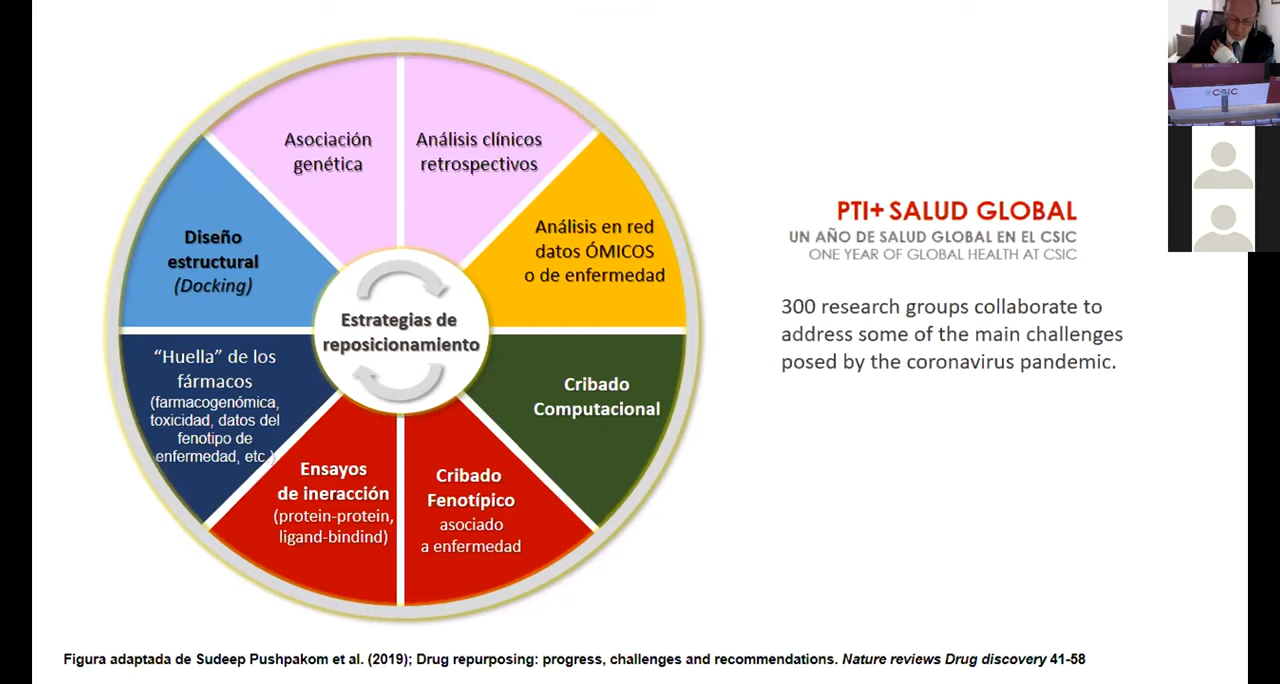 Asociación
genética
Análisis clínicos
retrospectivos
Análisis en red
datos ÓMICOS
o de enfermedad
Diseño
estructural
(Docking)
Estrategias de
reposicionamiento
"Huella" de los
fármacos
(farmacogenómica,
toxicidad, datos del
fenotipo de
enfermedad, etc.)
Cribado
Computacional
Ensayos
de ineracción
(protein-protein,
ligand-bindind)
Cribado
Fenotípico
asociado
a enfermedad
PTI+ SALUD GLOBAL
UN AÑO DE SALUD GLOBAL EN EL CSIC
ONE YEAR OF GLOBAL HEALTH AT CSIC
300 research groups collaborate to
address some of the main challenges
posed by the coronavirus pandemic.
CSIC
Figura adaptada de Sudeep Pushpakom et al. (2019); Drug repurposing: progress, challenges and recommendations. Nature reviews Drug discovery 41-58